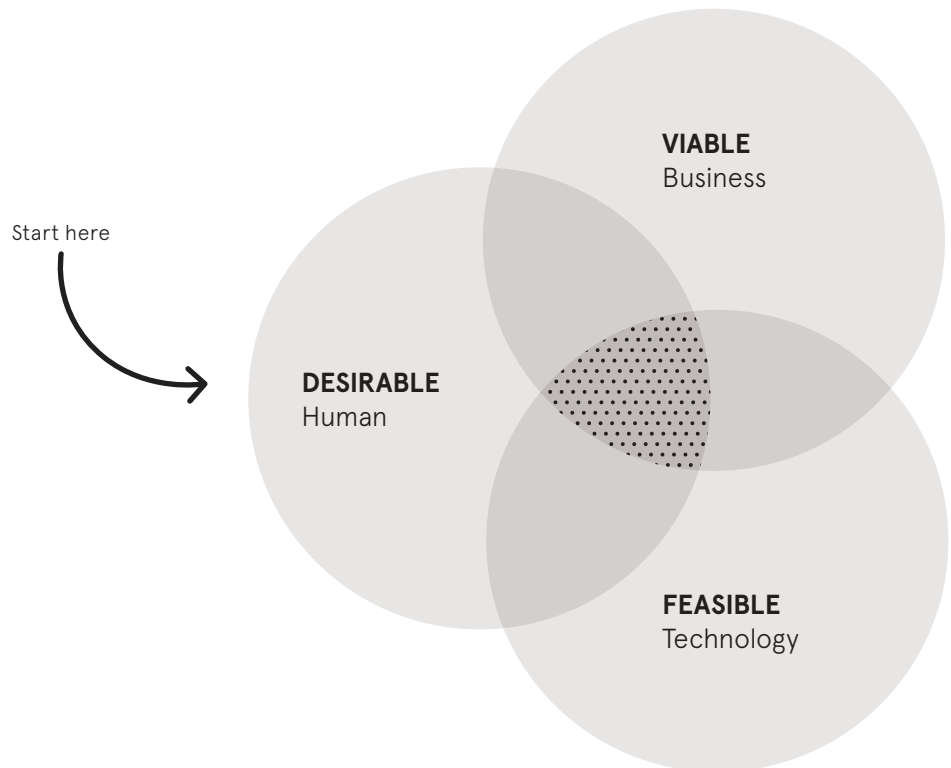 VIABLE
Business
Start here
DESIRABLE
Human
FEASIBLE
Technology